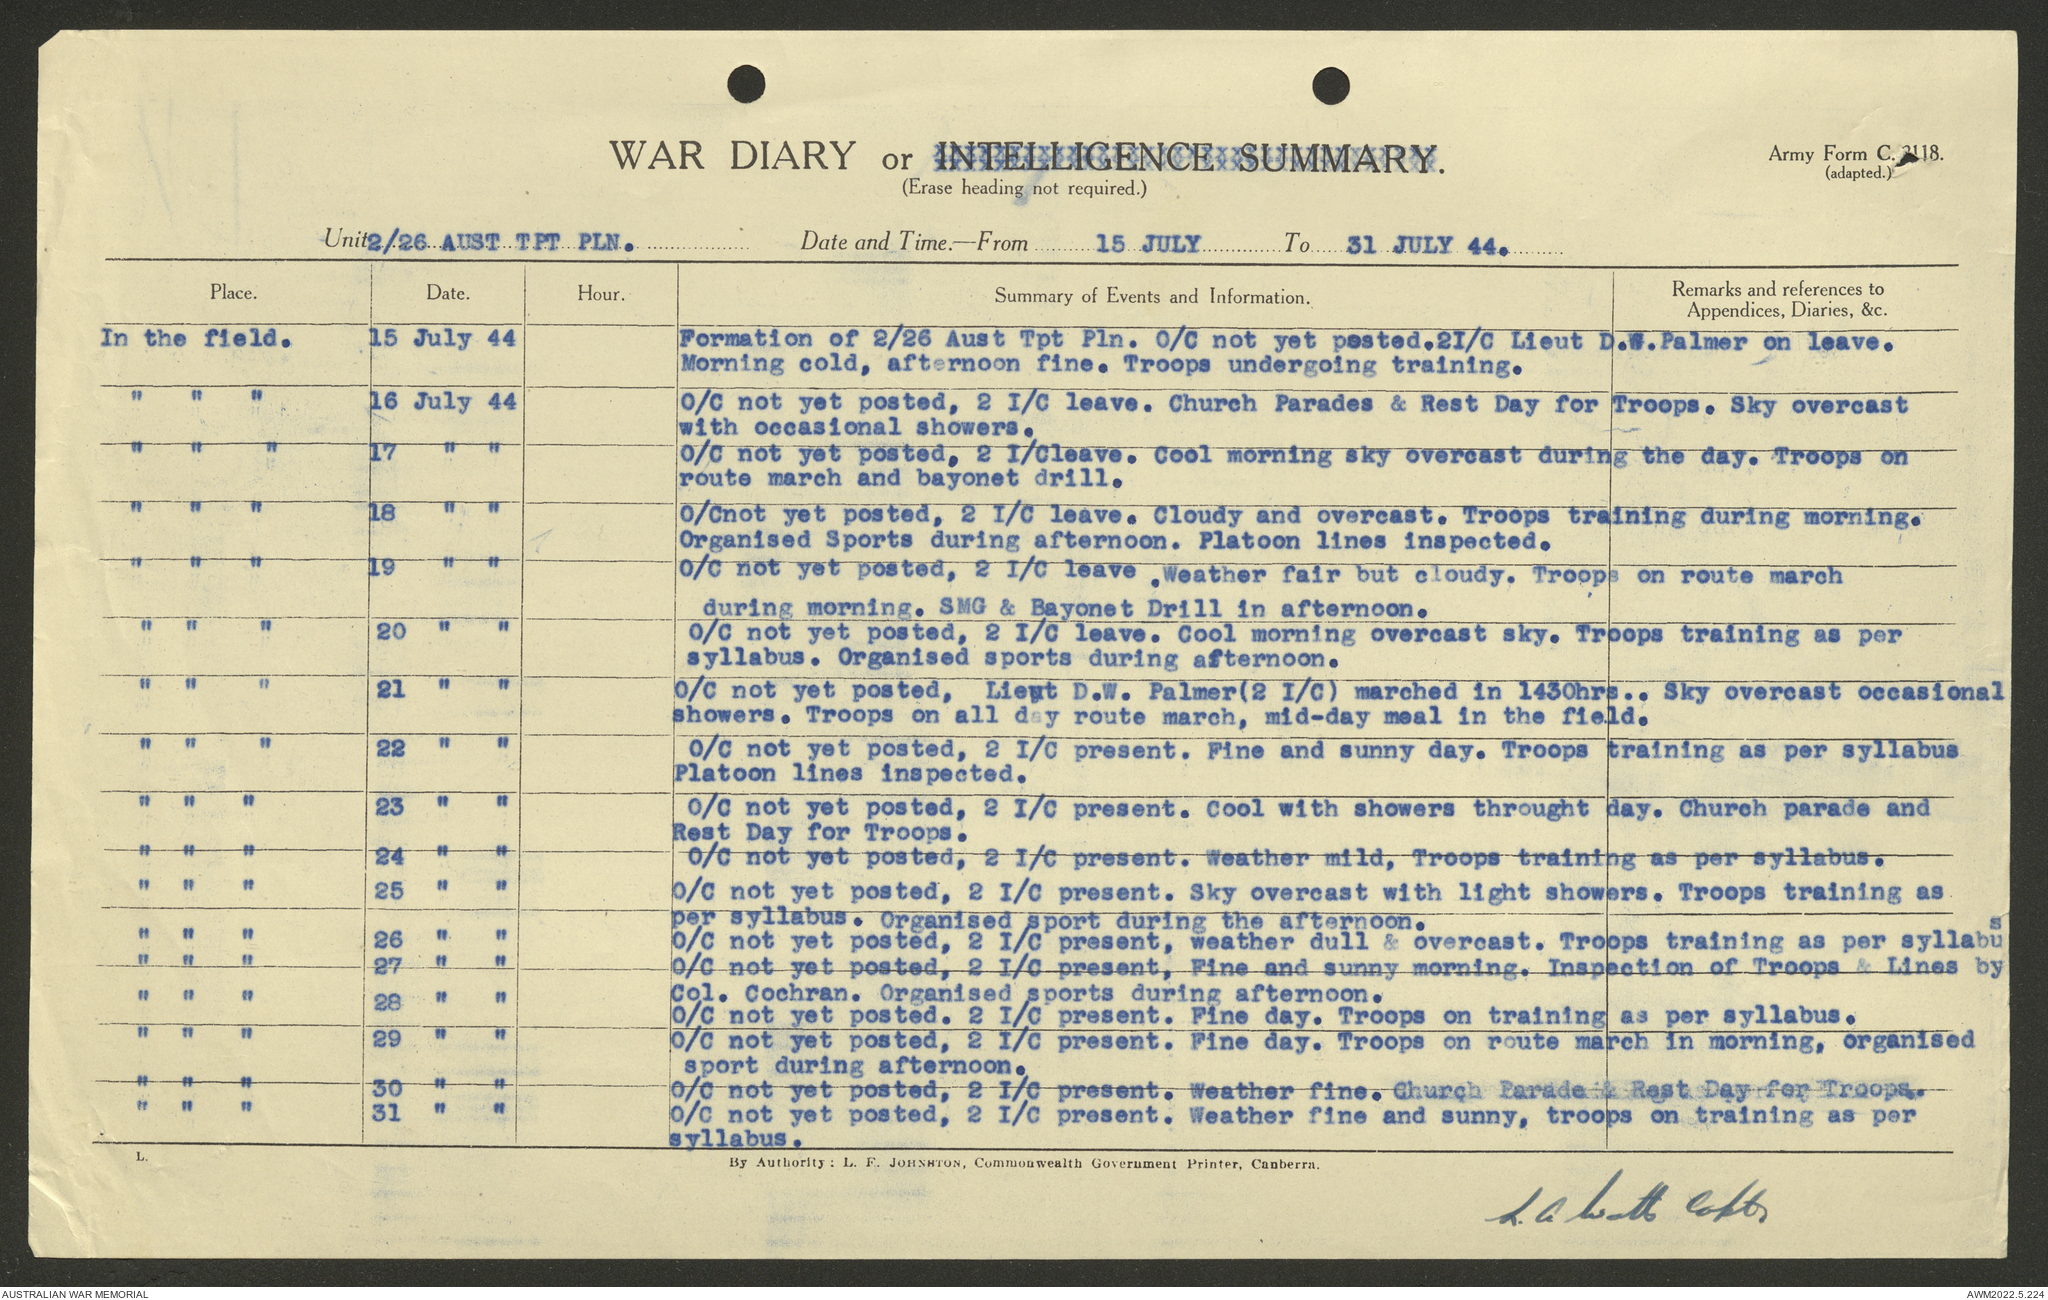 WAR DIARY or INTELLIGENCE SUMMARY.
(Erase heading not required.)
Army Form C. 2118.
(adapted.)
Unit 2/26 AUST TPT PLN. Date and Time.—From 15 JULY To 31 JULY 44.
Place. Date. Hour. Summary of Events and Information. Remarks and references to
Appendices, Diaries, &c.
In the field. 15 July 44 Formation of 2/26 Aust Tpt Pln. O/C not yet posted.2I/C Lieut D.W.Palmer on leave.
Morning cold, afternoon fine. Troops undergoing training.
" " " 16 July 44 O/C not yet posted, 2 I/C leave. Church Parades & Rest Day for Troops. Sky overcast
with occasional showers.
" " " 17 " " O/C not yet posted, 2 I/Cleave. Cool morning sky overcast during the day. Troops on
route march and bayonet drill.
" " " 18 " " O/Cnot yet posted, 2 I/C leave. Cloudy and overcast. Troops training during morning.
Organised Sports during afternoon. Platoon lines inspected.
" " " 19 " " O/C not yet posted, 2 I/C leave .Weather fair but cloudy. Troops on route march
during morning. SMG & Bayonet Drill in afternoon.
" " " 20 " " O/C not yet posted, 2 I/C leave. Cool morning overcast sky. Troops training as per
syllabus. Organised sports during afternoon.
" " " 21 " " O/C not yet posted, Lieut D.W. Palmer(2 I/C) marched in 1430hrs.. Sky overcast occasional
showers. Troops on all day route march, mid-day meal in the field.
" " " 22 " " O/C not yet posted, 2 I/C present. Fine and sunny day. Troops training as per syllabus
Platoon lines inspected.
" " " 23 " " O/C not yet posted, 2 I/C present. Cool with showers throught day. Church parade and
Rest Day for Troops.
" " " 24 " " O/C not yet posted, 2 I/C present. Weather mild, Troops training as per syllabus.
" " " 25 " " O/C not yet posted, 2 I/C present. Sky overcast with light showers. Troops training as
per syllabus. Organised sport during the afternoon.
" " " 26 " " O/C not yet posted, 2 I/C present, weather dull & overcast. Troops training as per syllabus
" " " 27 " " O/C not yet posted, 2 I/C present, Fine and sunny morning. Inspection of Troops & Lines by
Col. Cochran. Organised sports during afternoon.
" " " 28 " " O/C not yet posted. 2 I/C present. Fine day. Troops on training as per syllabus.
" " " 29 " " O/C not yet posted, 2 I/C present. Fine day. Troops on route march in morning, organised
sport during afternoon.
" " " 30 " " O/C not yet posted, 2 I/C present. Weather fine. Church Parade & Rest Day for Troops.
" " " 31 " " O/C not yet posted, 2 I/C present. Weather fine and sunny, troops on training as per
syllabus.
L.
By Authority: L. F. JOHNSTON, Commonwealth Government Printer, Canberra.
AUSTRALIAN WAR MEMORIAL
AWM2022.5.224